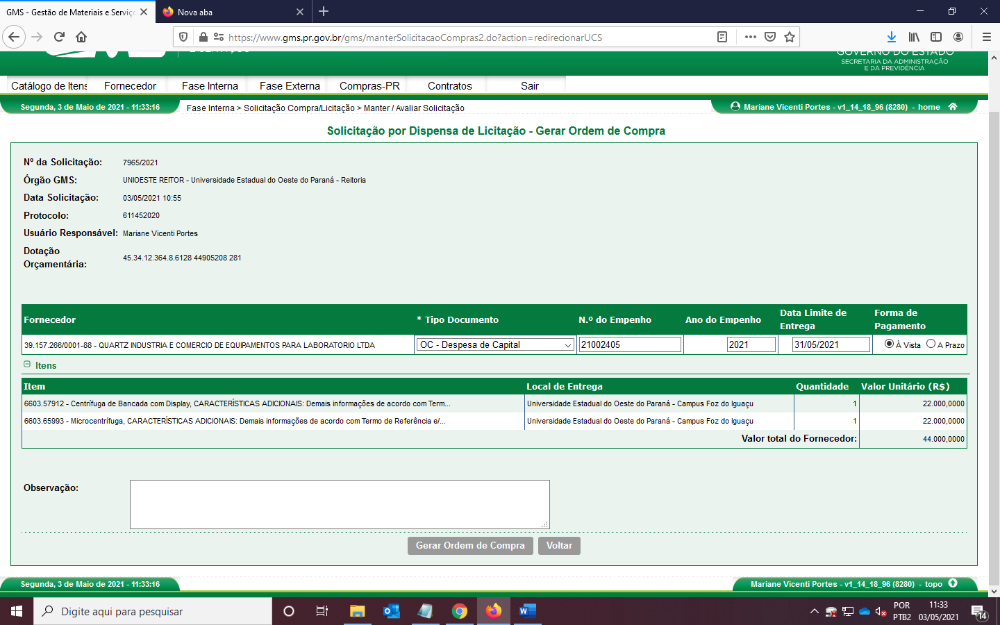 GMS - Gestão de Materiais e Serviço
Nova aba
https://www.gms.pr.gov.br/gms/manterSolicitacaoCompras2.do?action=redirecionarUCS
GOVERNO DO ESTADO
SECRETARIA DA ADMINISTRAÇÃO
E DA PREVIDÊNCIA
Catálogo de Itens Fornecedor Fase Interna Fase Externa Compras-PR Contratos Sair
Segunda, 3 de Maio de 2021 - 11:33:16 Fase Interna > Solicitação Compra/Licitação > Manter / Avaliar Solicitação Mariane Vicenti Portes - v1_14_18_96 (8280) - home
Solicitação por Dispensa de Licitação - Gerar Ordem de Compra
Nº da Solicitação: 7965/2021
Órgão GMS: UNIOESTE REITOR - Universidade Estadual do Oeste do Paraná - Reitoria
Data Solicitação: 03/05/2021 10:55
Protocolo: 611452020
Usuário Responsável: Mariane Vicenti Portes
Dotação
Orçamentária: 45.34.12.364.8.6128 44905208 281
Fornecedor * Tipo Documento N.º do Empenho Ano do Empenho Data Limite de Entrega Forma de Pagamento
39.157.266/0001-88 - QUARTZ INDUSTRIA E COMERCIO DE EQUIPAMENTOS PARA LABORATORIO LTDA OC - Despesa de Capital 21002405 2021 31/05/2021 À Vista A Prazo
Itens
Item Local de Entrega Quantidade Valor Unitário (R$)
6603.57912 - Centrífuga de Bancada com Display, CARACTERÍSTICAS ADICIONAIS: Demais informações de acordo com Term... Universidade Estadual do Oeste do Paraná - Campus Foz do Iguaçu 1 22.000,0000
6603.65993 - Microcentrífuga, CARACTERÍSTICAS ADICIONAIS: Demais informações de acordo com Termo de Referência e/... Universidade Estadual do Oeste do Paraná - Campus Foz do Iguaçu 1 22.000,0000
Valor total do Fornecedor: 44.000,0000
Observação:
Gerar Ordem de Compra Voltar
Segunda, 3 de Maio de 2021 - 11:33:16 Mariane Vicenti Portes - v1_14_18_96 (8280) - topo
Digite aqui para pesquisar
POR 11:33
PTB2 03/05/2021 14